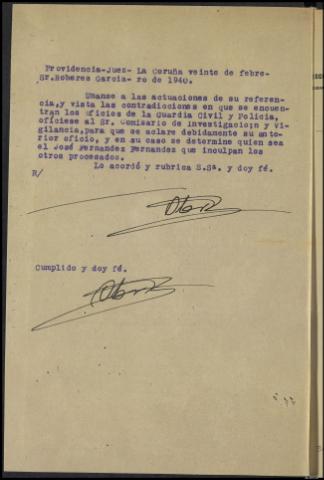 Providencia-Juez- La Coruña veinte de febre-
Sr.Roberes García- ro de 1940.
Unanse a las actuaciones de su referen-
cia,y vista las contradicciones en que se encuen-
tran los oficios de la Guardia Civil y Policía,
ofíciese al Sr. Comisario de Investigacion y vi-
gilancia,para que se aclare debidamente su ante-
rior oficio, y en su caso se determine quien sea
el José Fernandez Fernandez que inculpan los
otros procesados.
Lo acordó y rubrica S.Sª. y doy fé.
R/
Cumplido y doy fé.